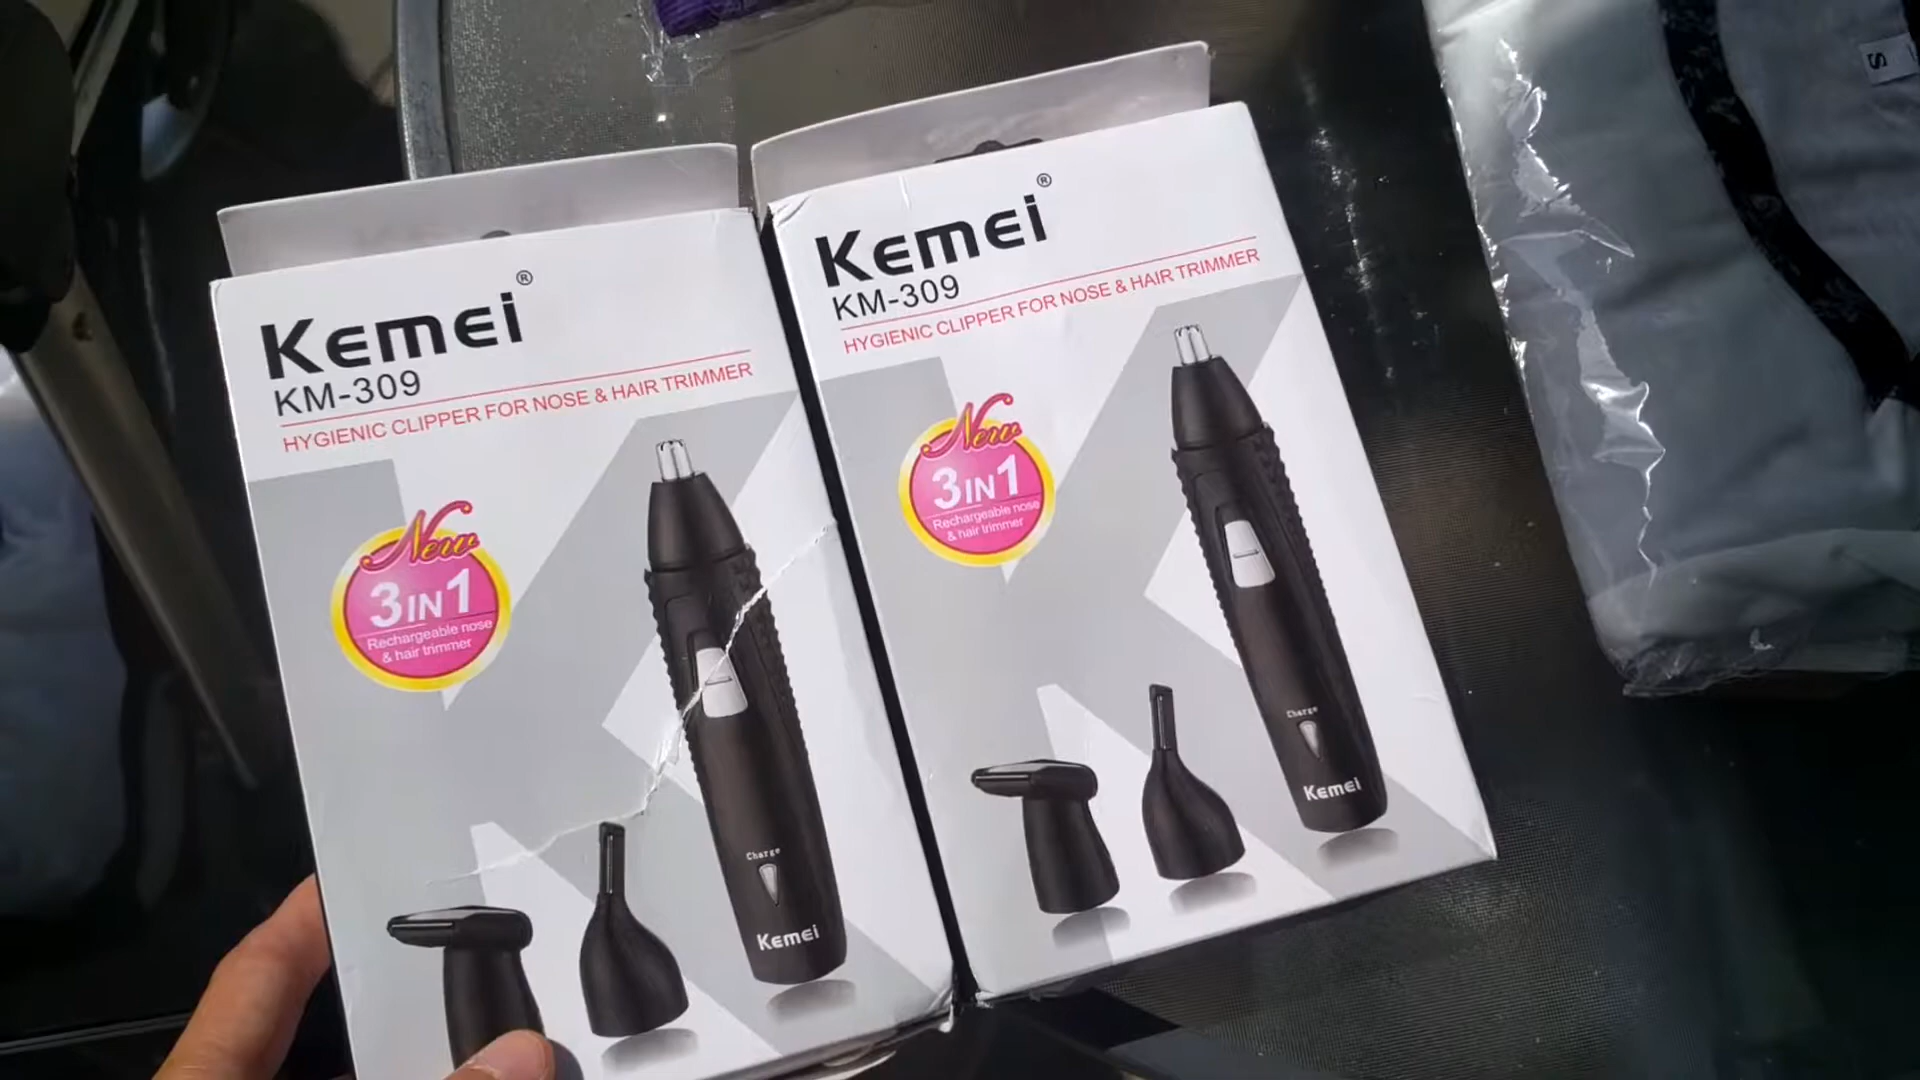 Kemei®
KM-309
HYGIENIC CLIPPER FOR NOSE & HAIR TRIMMER
New
3IN1
Rechargeable nose
& hair trimmer
Charge
Kemei
Kemei®
KM-309
HYGIENIC CLIPPER FOR NOSE & HAIR TRIMMER
New
3IN1
Rechargeable nose
& hair trimmer
Charge
Kemei
S